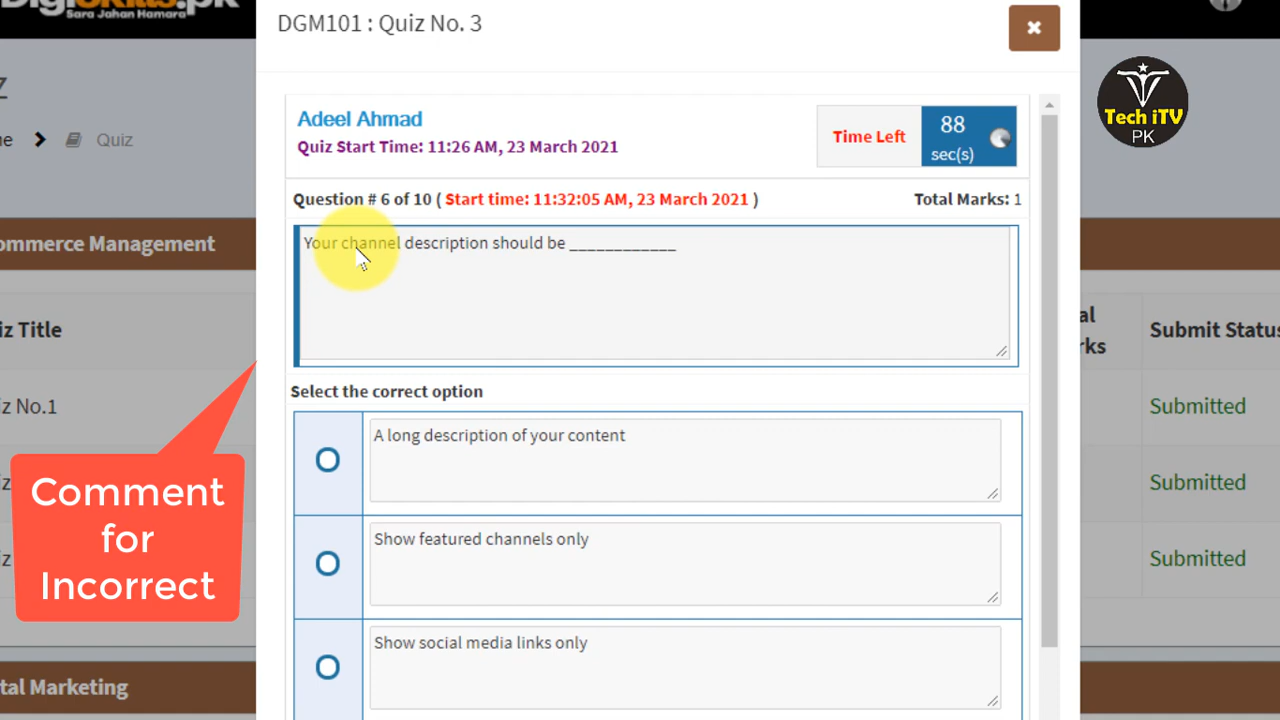 DigiSkills.pk
Sara Jahan Hamara
DGM101 : Quiz No. 3
Tech iTV
PK
Quiz
Adeel Ahmad
Quiz Start Time: 11:26 AM, 23 March 2021
Time Left
88
sec(s)
Question # 6 of 10 ( Start time: 11:32:05 AM, 23 March 2021 )
Total Marks: 1
ommerce Management
Your channel description should be ____________
iz Title
al
rks
Submit Status
Select the correct option
iz No.1
Submitted
A long description of your content
Submitted
Show featured channels only
Submitted
Show social media links only
tal Marketing
Comment
for
Incorrect